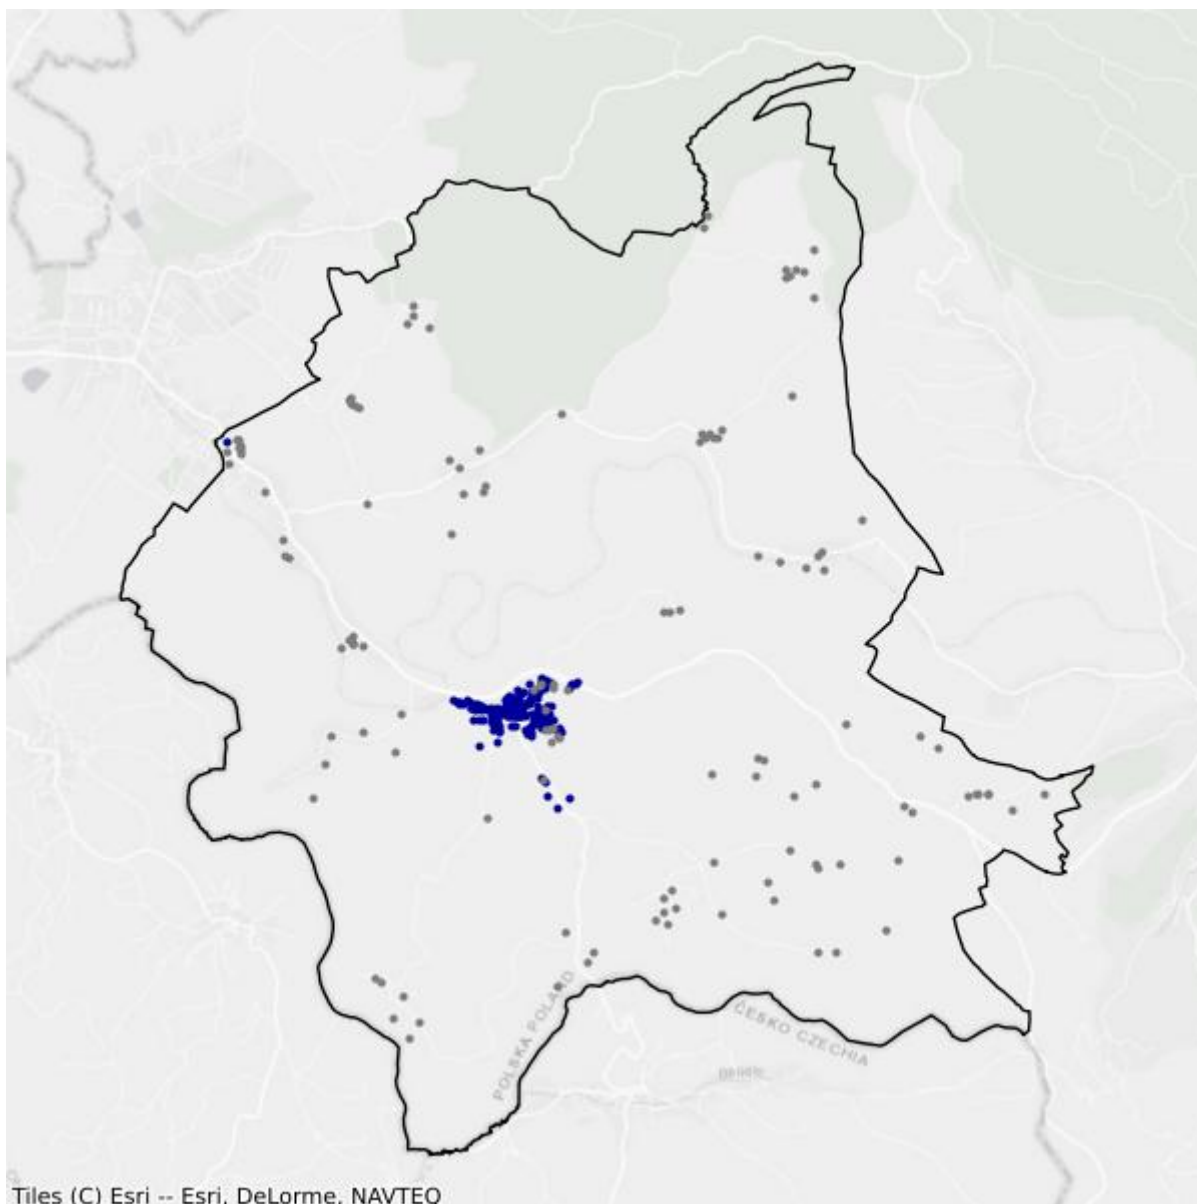 POLSKA POLAND
ČESKO CZECHIA
Tiles (C) Esri -- Esri, DeLorme, NAVTEQ